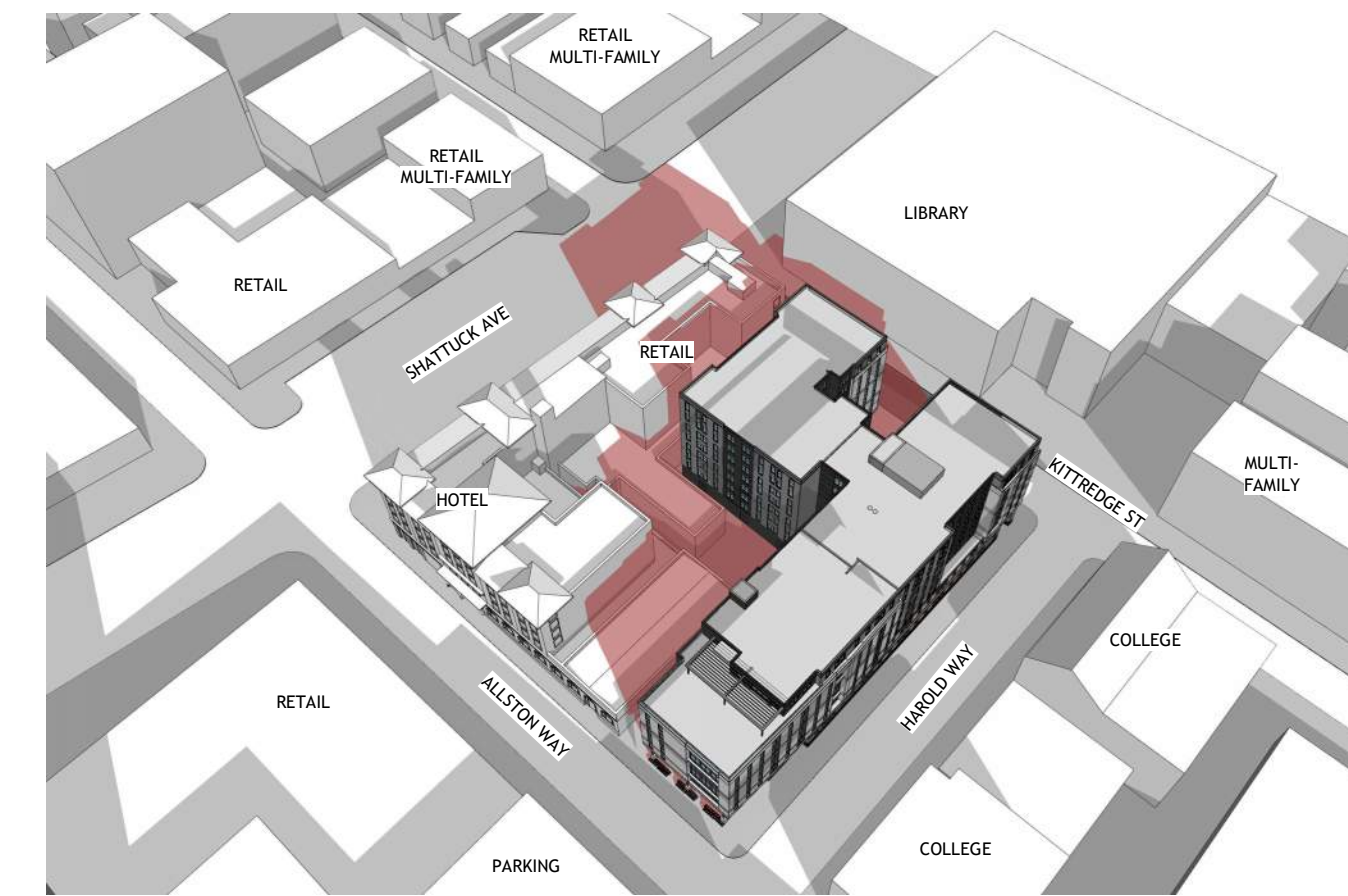 RETAIL
MULTI-FAMILY
RETAIL
MULTI-FAMILY
LIBRARY
RETAIL
SHATTUCK AVE
RETAIL
HOTEL
MULTI-
FAMILY
KITTREDGE ST
COLLEGE
RETAIL
ALLSTON WAY
HAROLD WAY
COLLEGE
PARKING